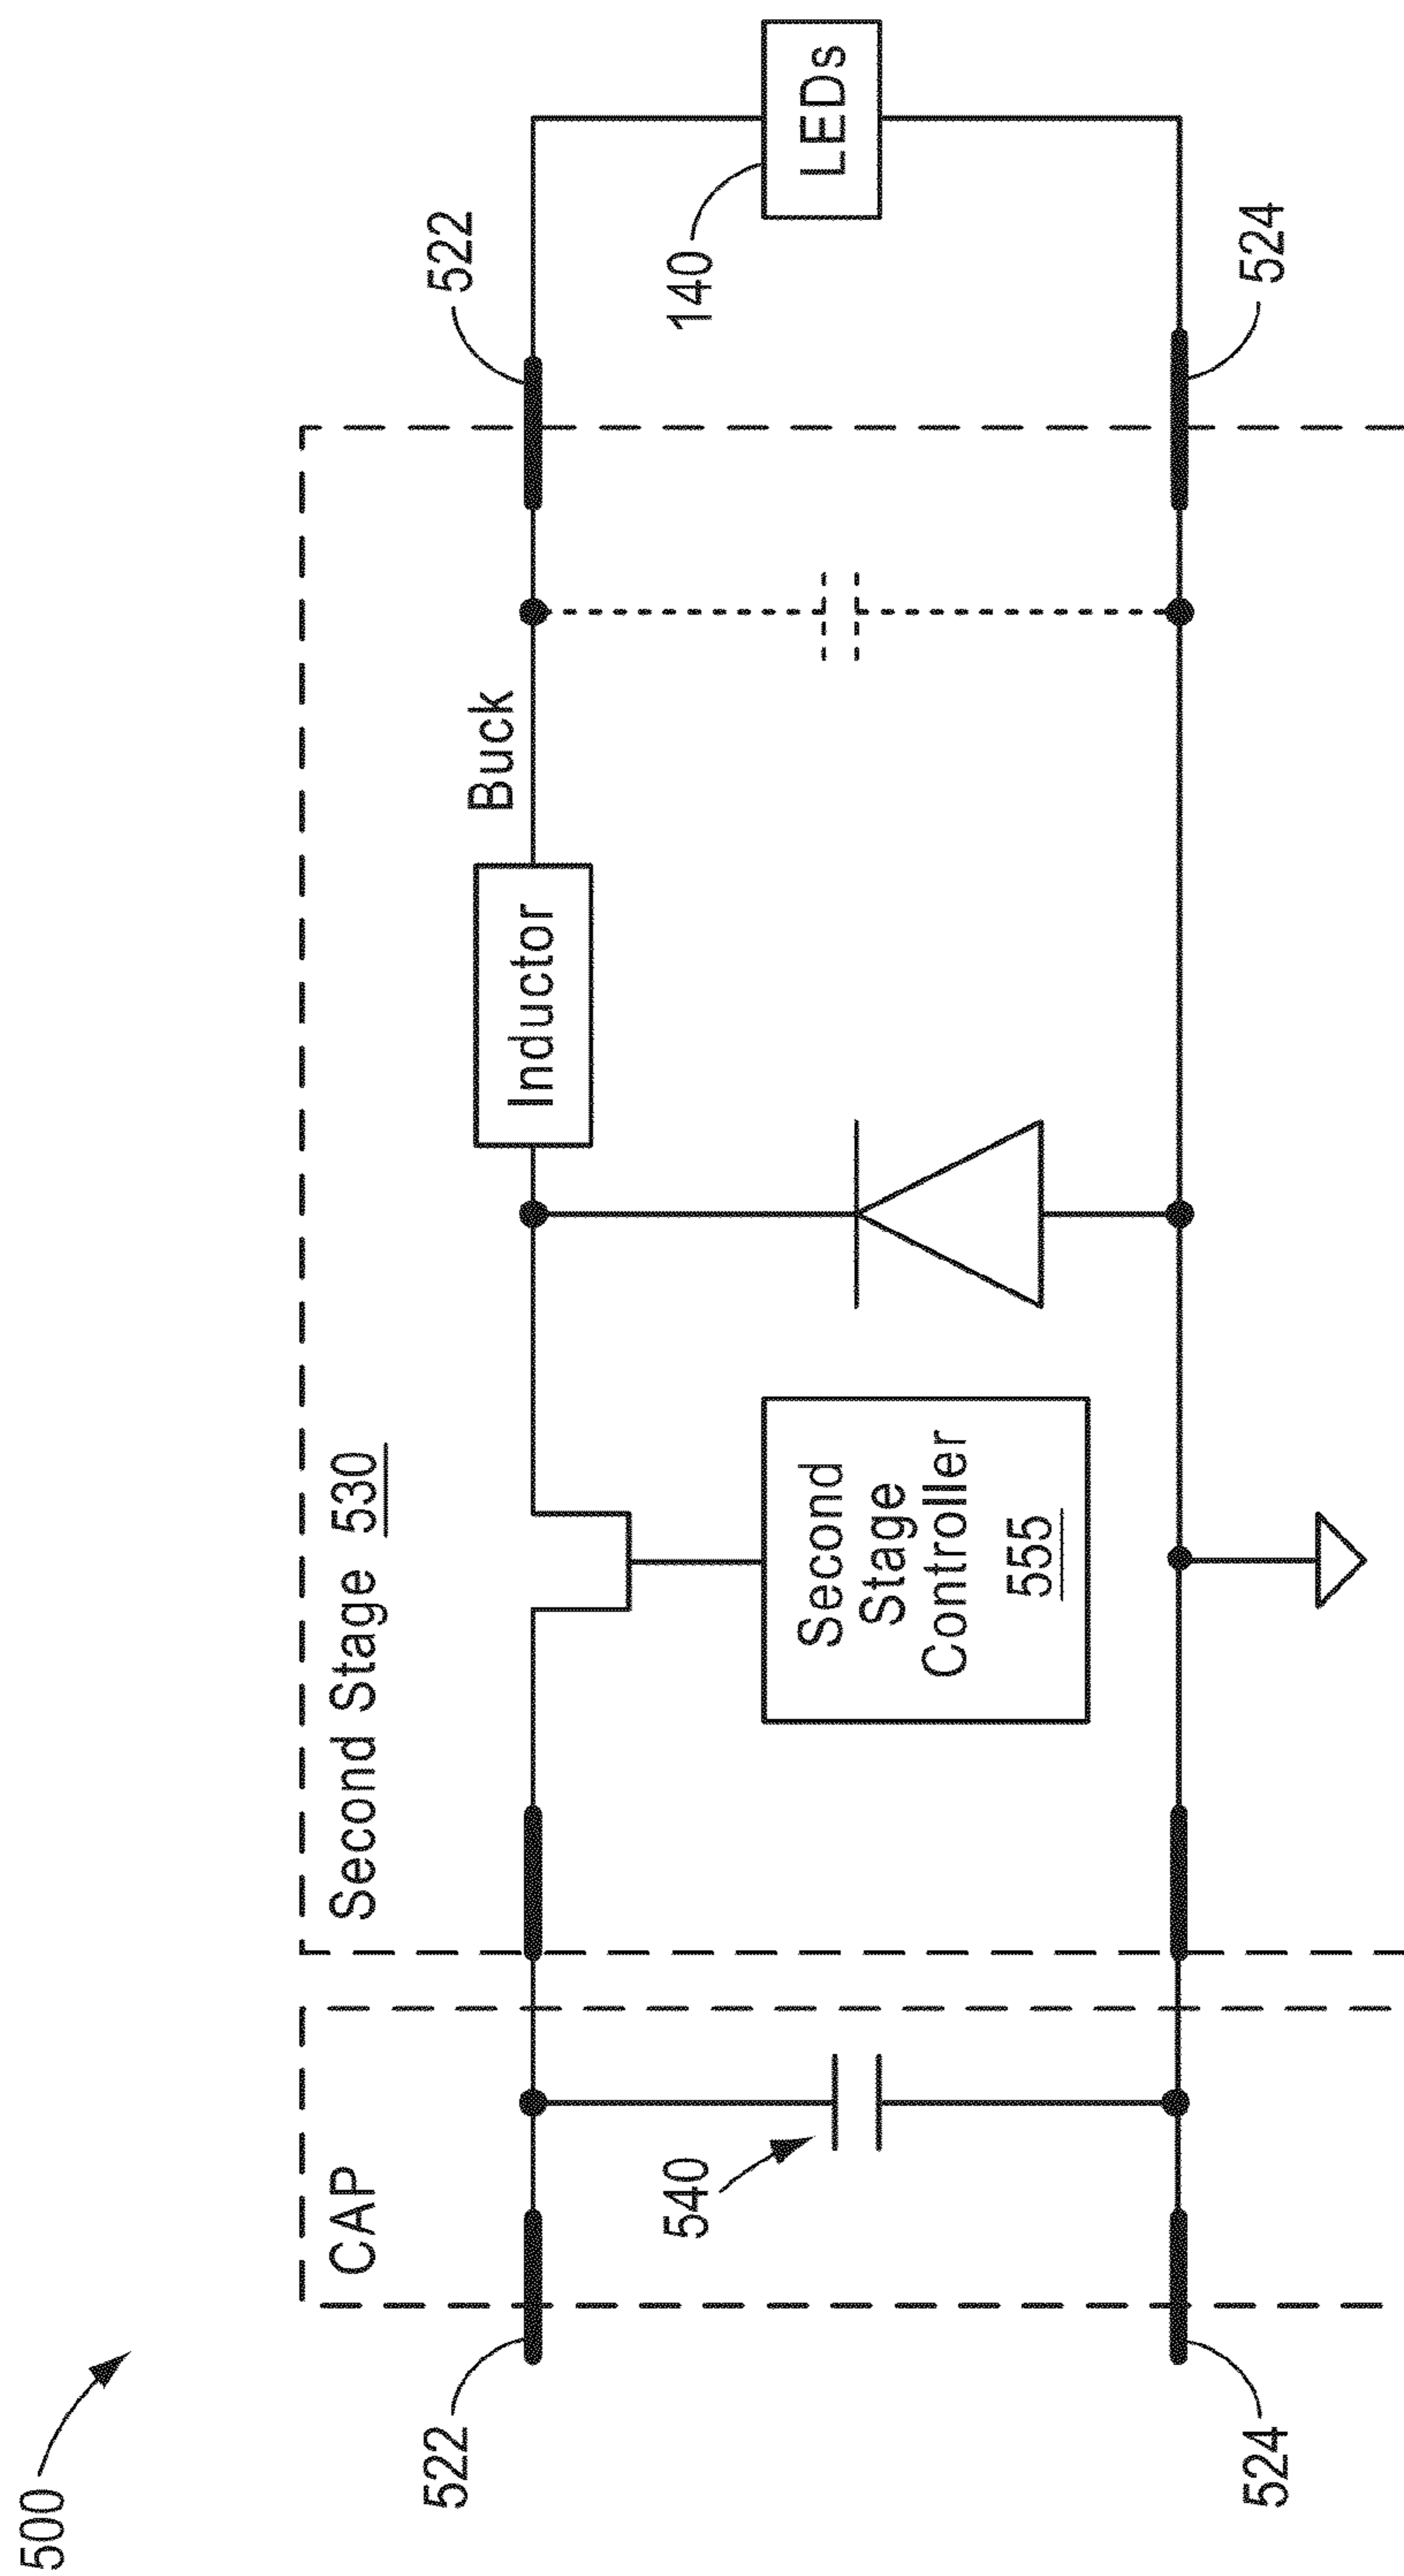 500
CAP
Second Stage 530
Buck
522
522
Inductor
540
140
LEDs
Second
Stage
Controller
555
524
524